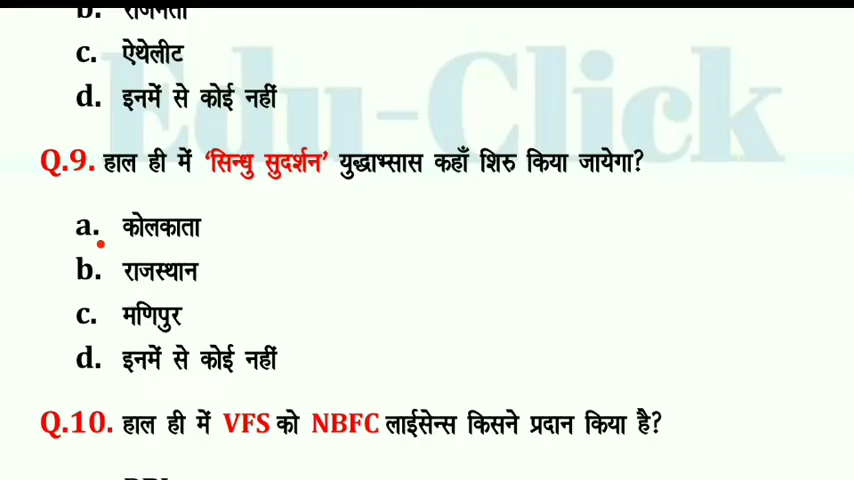 b. राजनेता
c. ऐथेलीट
d. इनमें से कोई नहीं
Edu-Click
Q.9. हाल ही में ‘सिन्धु सुदर्शन’ युद्धाभ्सास कहाँ शिरु किया जायेगा?
a. कोलकाता
b. राजस्थान
c. मणिपुर
d. इनमें से कोई नहीं
Q.10. हाल ही में VFS को NBFC लाईसेन्स किसने प्रदान किया है?